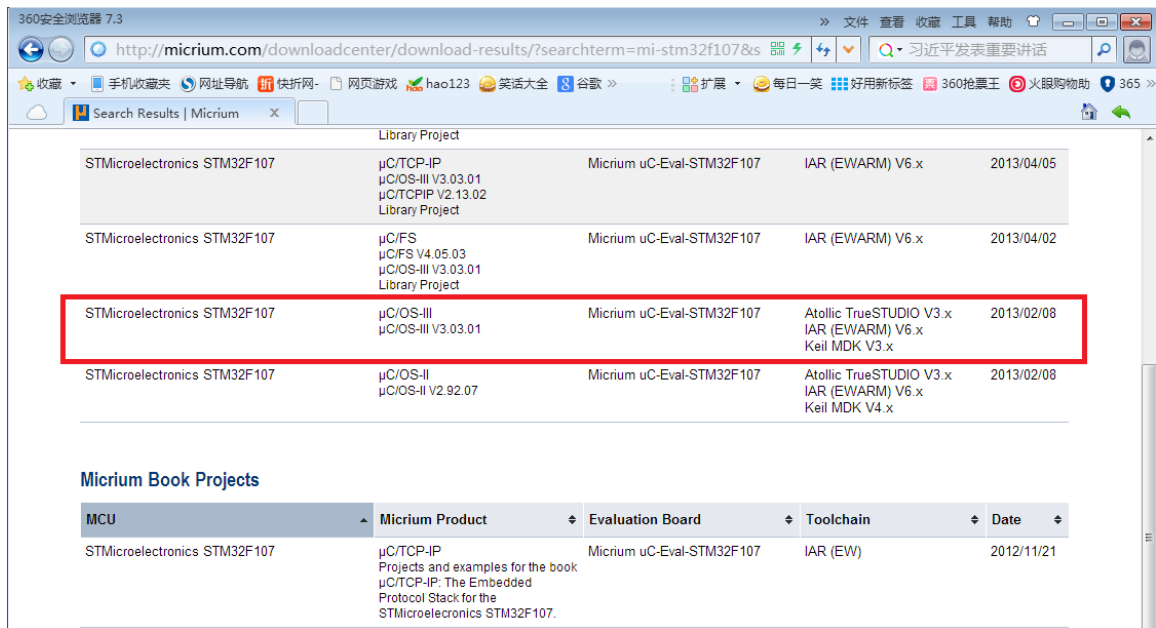 360安全浏览器 7.3
» 文件 查看 收藏 工具 帮助
http://micrium.com/downloadcenter/download-results/?searchterm=mi-stm32f107&s
习近平发表重要讲话
收藏 手机收藏夹 网址导航 折 快折网- 网页游戏 hao123 笑话大全 8 谷歌 » 扩展 每日一笑 好用新标签 360抢票王 火眼购物助 365 »
Search Results | Micrium x
Library Project
STMicroelectronics STM32F107 µC/TCP-IP Micrium uC-Eval-STM32F107 IAR (EWARM) V6.x 2013/04/05
µC/OS-III V3.03.01
µC/TCPIP V2.13.02
Library Project
STMicroelectronics STM32F107 µC/FS Micrium uC-Eval-STM32F107 IAR (EWARM) V6.x 2013/04/02
µC/FS V4.05.03
µC/OS-III V3.03.01
Library Project
STMicroelectronics STM32F107 µC/OS-III Micrium uC-Eval-STM32F107 Atollic TrueSTUDIO V3.x 2013/02/08
µC/OS-III V3.03.01 IAR (EWARM) V6.x
Keil MDK V3.x
STMicroelectronics STM32F107 µC/OS-II Micrium uC-Eval-STM32F107 Atollic TrueSTUDIO V3.x 2013/02/08
µC/OS-II V2.92.07 IAR (EWARM) V6.x
Keil MDK V4.x
Micrium Book Projects
MCU Micrium Product Evaluation Board Toolchain Date
STMicroelectronics STM32F107 µC/TCP-IP Micrium uC-Eval-STM32F107 IAR (EW) 2012/11/21
Projects and examples for the book
µC/TCP-IP: The Embedded
Protocol Stack for the
STMicroelecronics STM32F107.